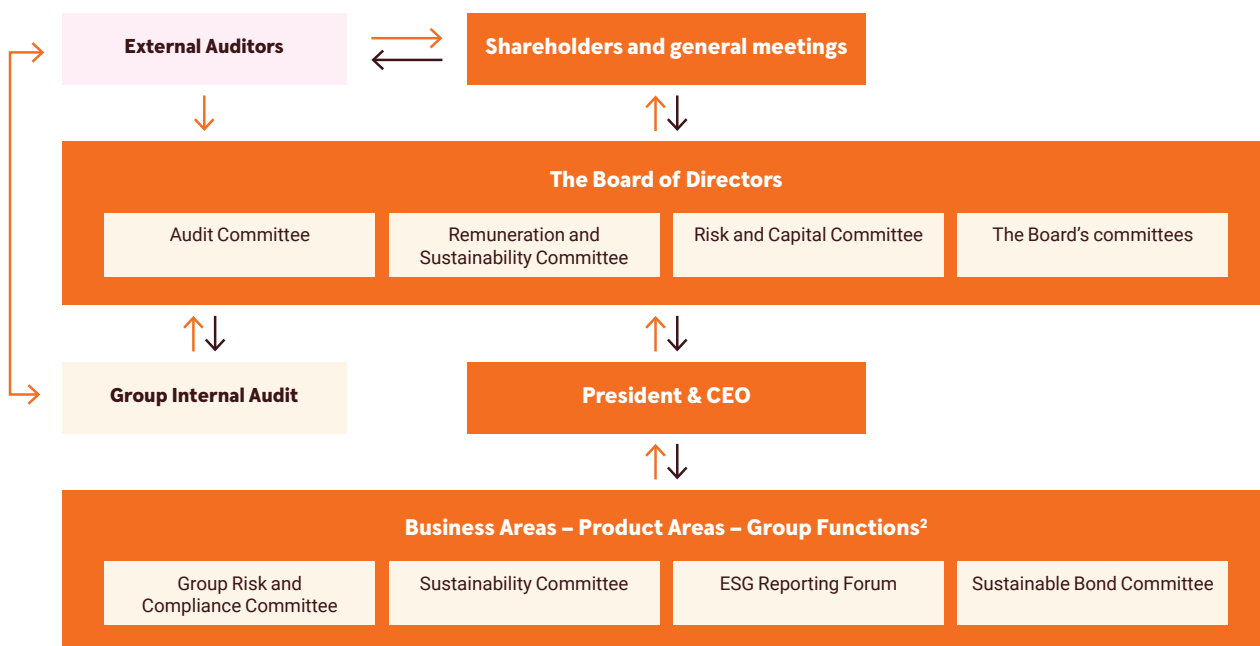 External Auditors
Shareholders and general meetings
The Board of Directors
Audit Committee
Remuneration and
Sustainability Committee
Risk and Capital Committee
The Board’s committees
Group Internal Audit
President & CEO
Business Areas – Product Areas – Group Functions²
Group Risk and
Compliance Committee
Sustainability Committee
ESG Reporting Forum
Sustainable Bond Committee